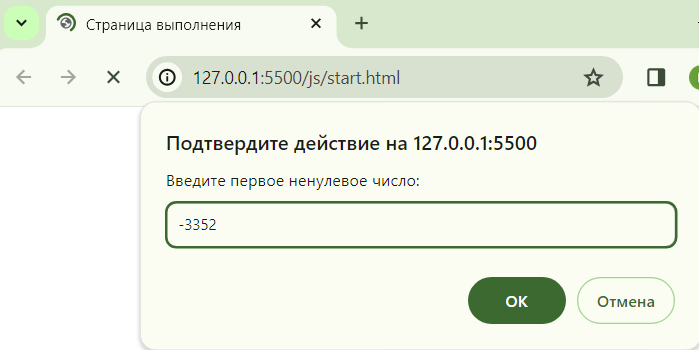 Страница выполнения
127.0.0.1:5500/js/start.html
Подтвердите действие на 127.0.0.1:5500
Введите первое ненулевое число:
-3352
ОК
Отмена